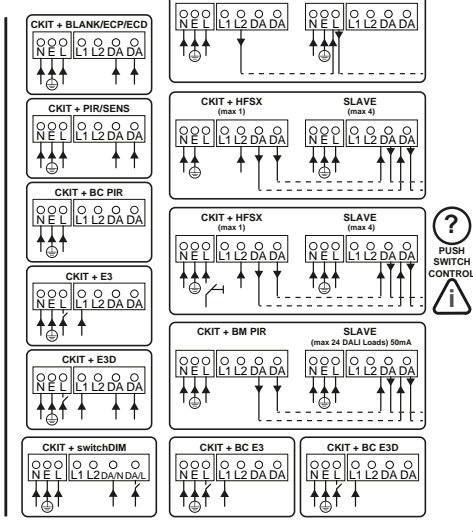 CKIT + BLANK/ECP/ECD
N E L L1 L2 DA DA
CKIT + PIR/SENS
N E L L1 L2 DA DA
CKIT + BC PIR
N E L L1 L2 DA DA
CKIT + E3
N E L L1 L2 DA DA
CKIT + E3D
N E L L1 L2 DA DA
CKIT + switchDIM
N E L L1 L2 DA/N DA/L
N E L L1 L2 DA DA N E L L1 L2 DA DA
CKIT + HFSX SLAVE
(max 1) (max 4)
N E L L1 L2 DA DA N E L L1 L2 DA DA
CKIT + HFSX SLAVE
(max 1) (max 4)
N E L L1 L2 DA DA N E L L1 L2 DA DA
?
PUSH
SWITCH
CONTROL
i
CKIT + BM PIR SLAVE
(max 24 DALI Loads) 50mA
N E L L1 L2 DA DA N E L L1 L2 DA DA
CKIT + BC E3
N E L L1 L2 DA DA
CKIT + BC E3D
N E L L1 L2 DA DA